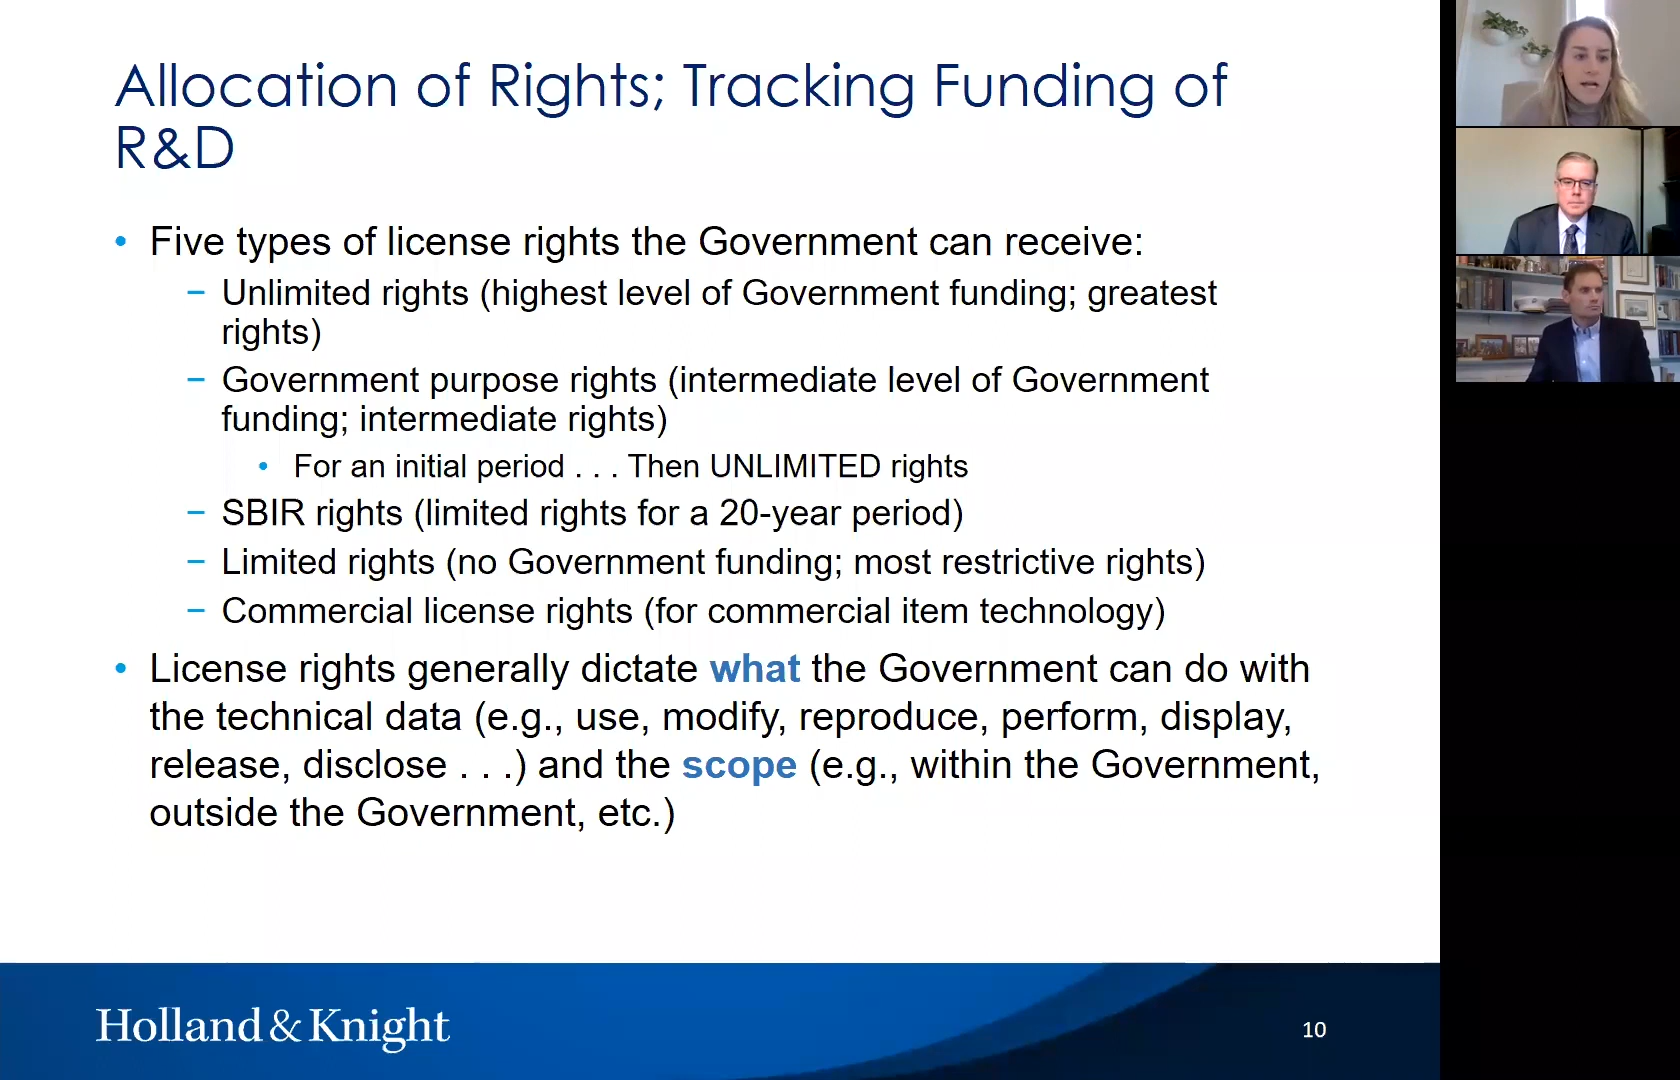 Allocation of Rights; Tracking Funding of
R&D
• Five types of license rights the Government can receive:
– Unlimited rights (highest level of Government funding; greatest
rights)
– Government purpose rights (intermediate level of Government
funding; intermediate rights)
• For an initial period . . . Then UNLIMITED rights
– SBIR rights (limited rights for a 20-year period)
– Limited rights (no Government funding; most restrictive rights)
– Commercial license rights (for commercial item technology)
• License rights generally dictate what the Government can do with
the technical data (e.g., use, modify, reproduce, perform, display,
release, disclose . . .) and the scope (e.g., within the Government,
outside the Government, etc.)
Holland & Knight
10